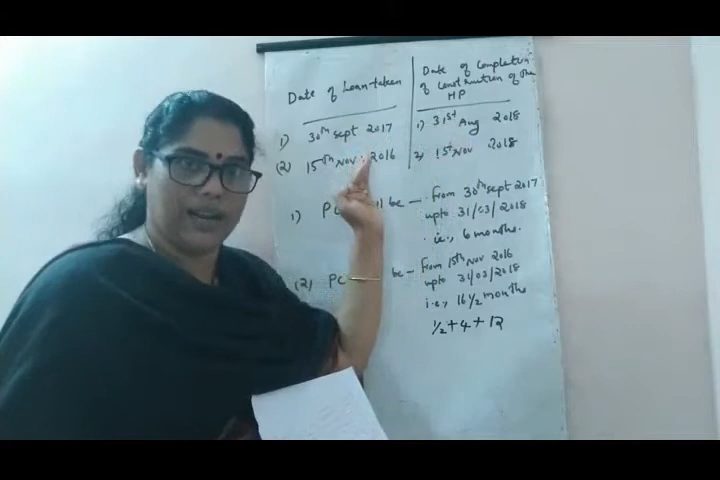 Date of Loan taken
1) 30th Sept 2017
(2) 15th Nov. 2016
Date of Completion
of Construction of the
HP
1) 31st Aug 2018
2) 15th Nov 2018
1) PC be - From 30th Sept 2017
upto 31/03/2018
i.e., 6 months.
(2) PC be - From 15th Nov 2016
upto 31/03/2018
i.e., 16 1/2 months
1/2 + 4 + 12